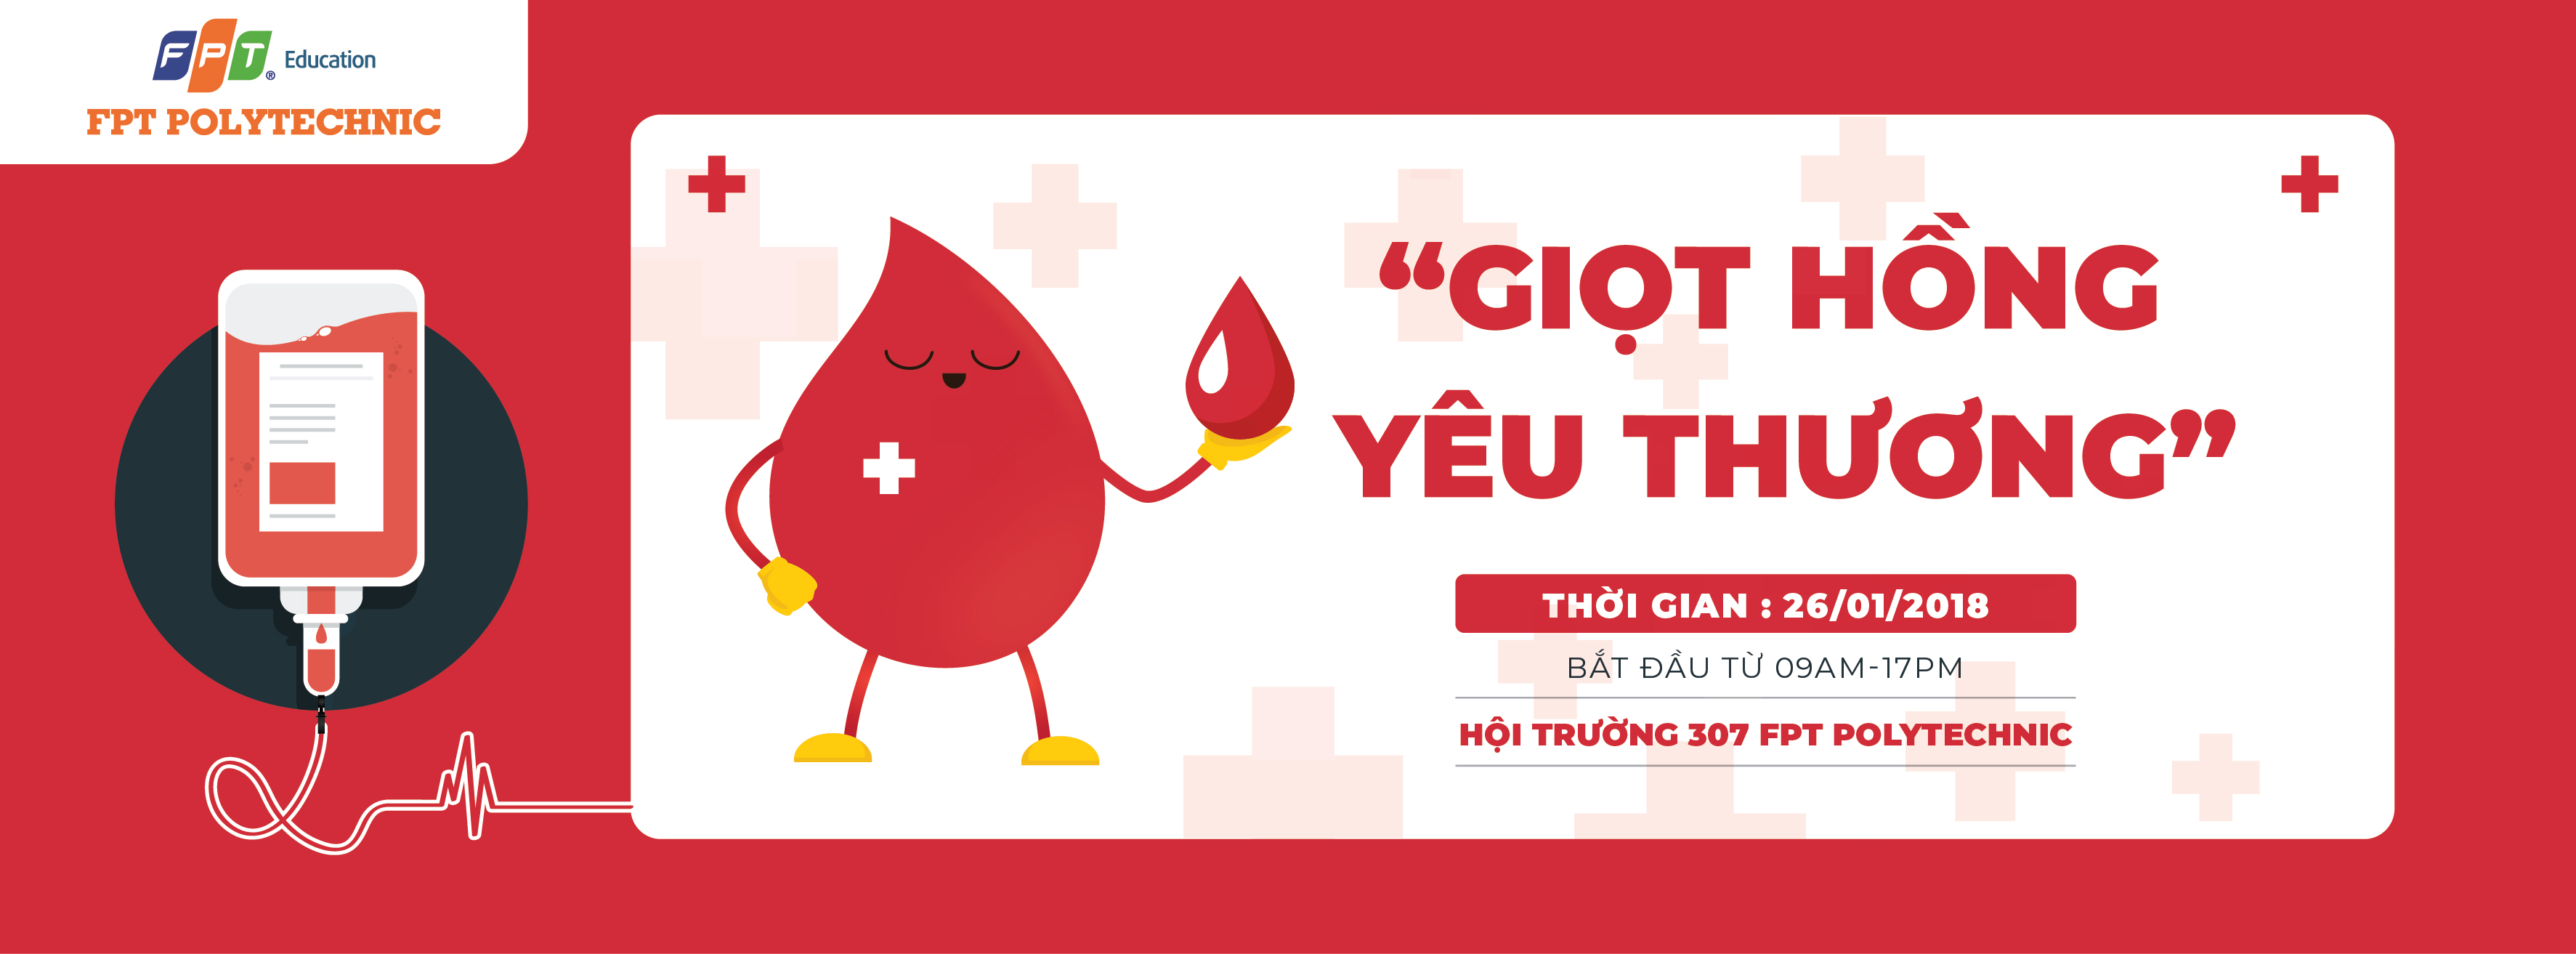 FPT® Education
FPT POLYTECHNIC
“GIỌT HỒNG
YÊU THƯƠNG”
THỜI GIAN : 26/01/2018
BẮT ĐẦU TỪ 09AM-17PM
HỘI TRƯỜNG 307 FPT POLYTECHNIC